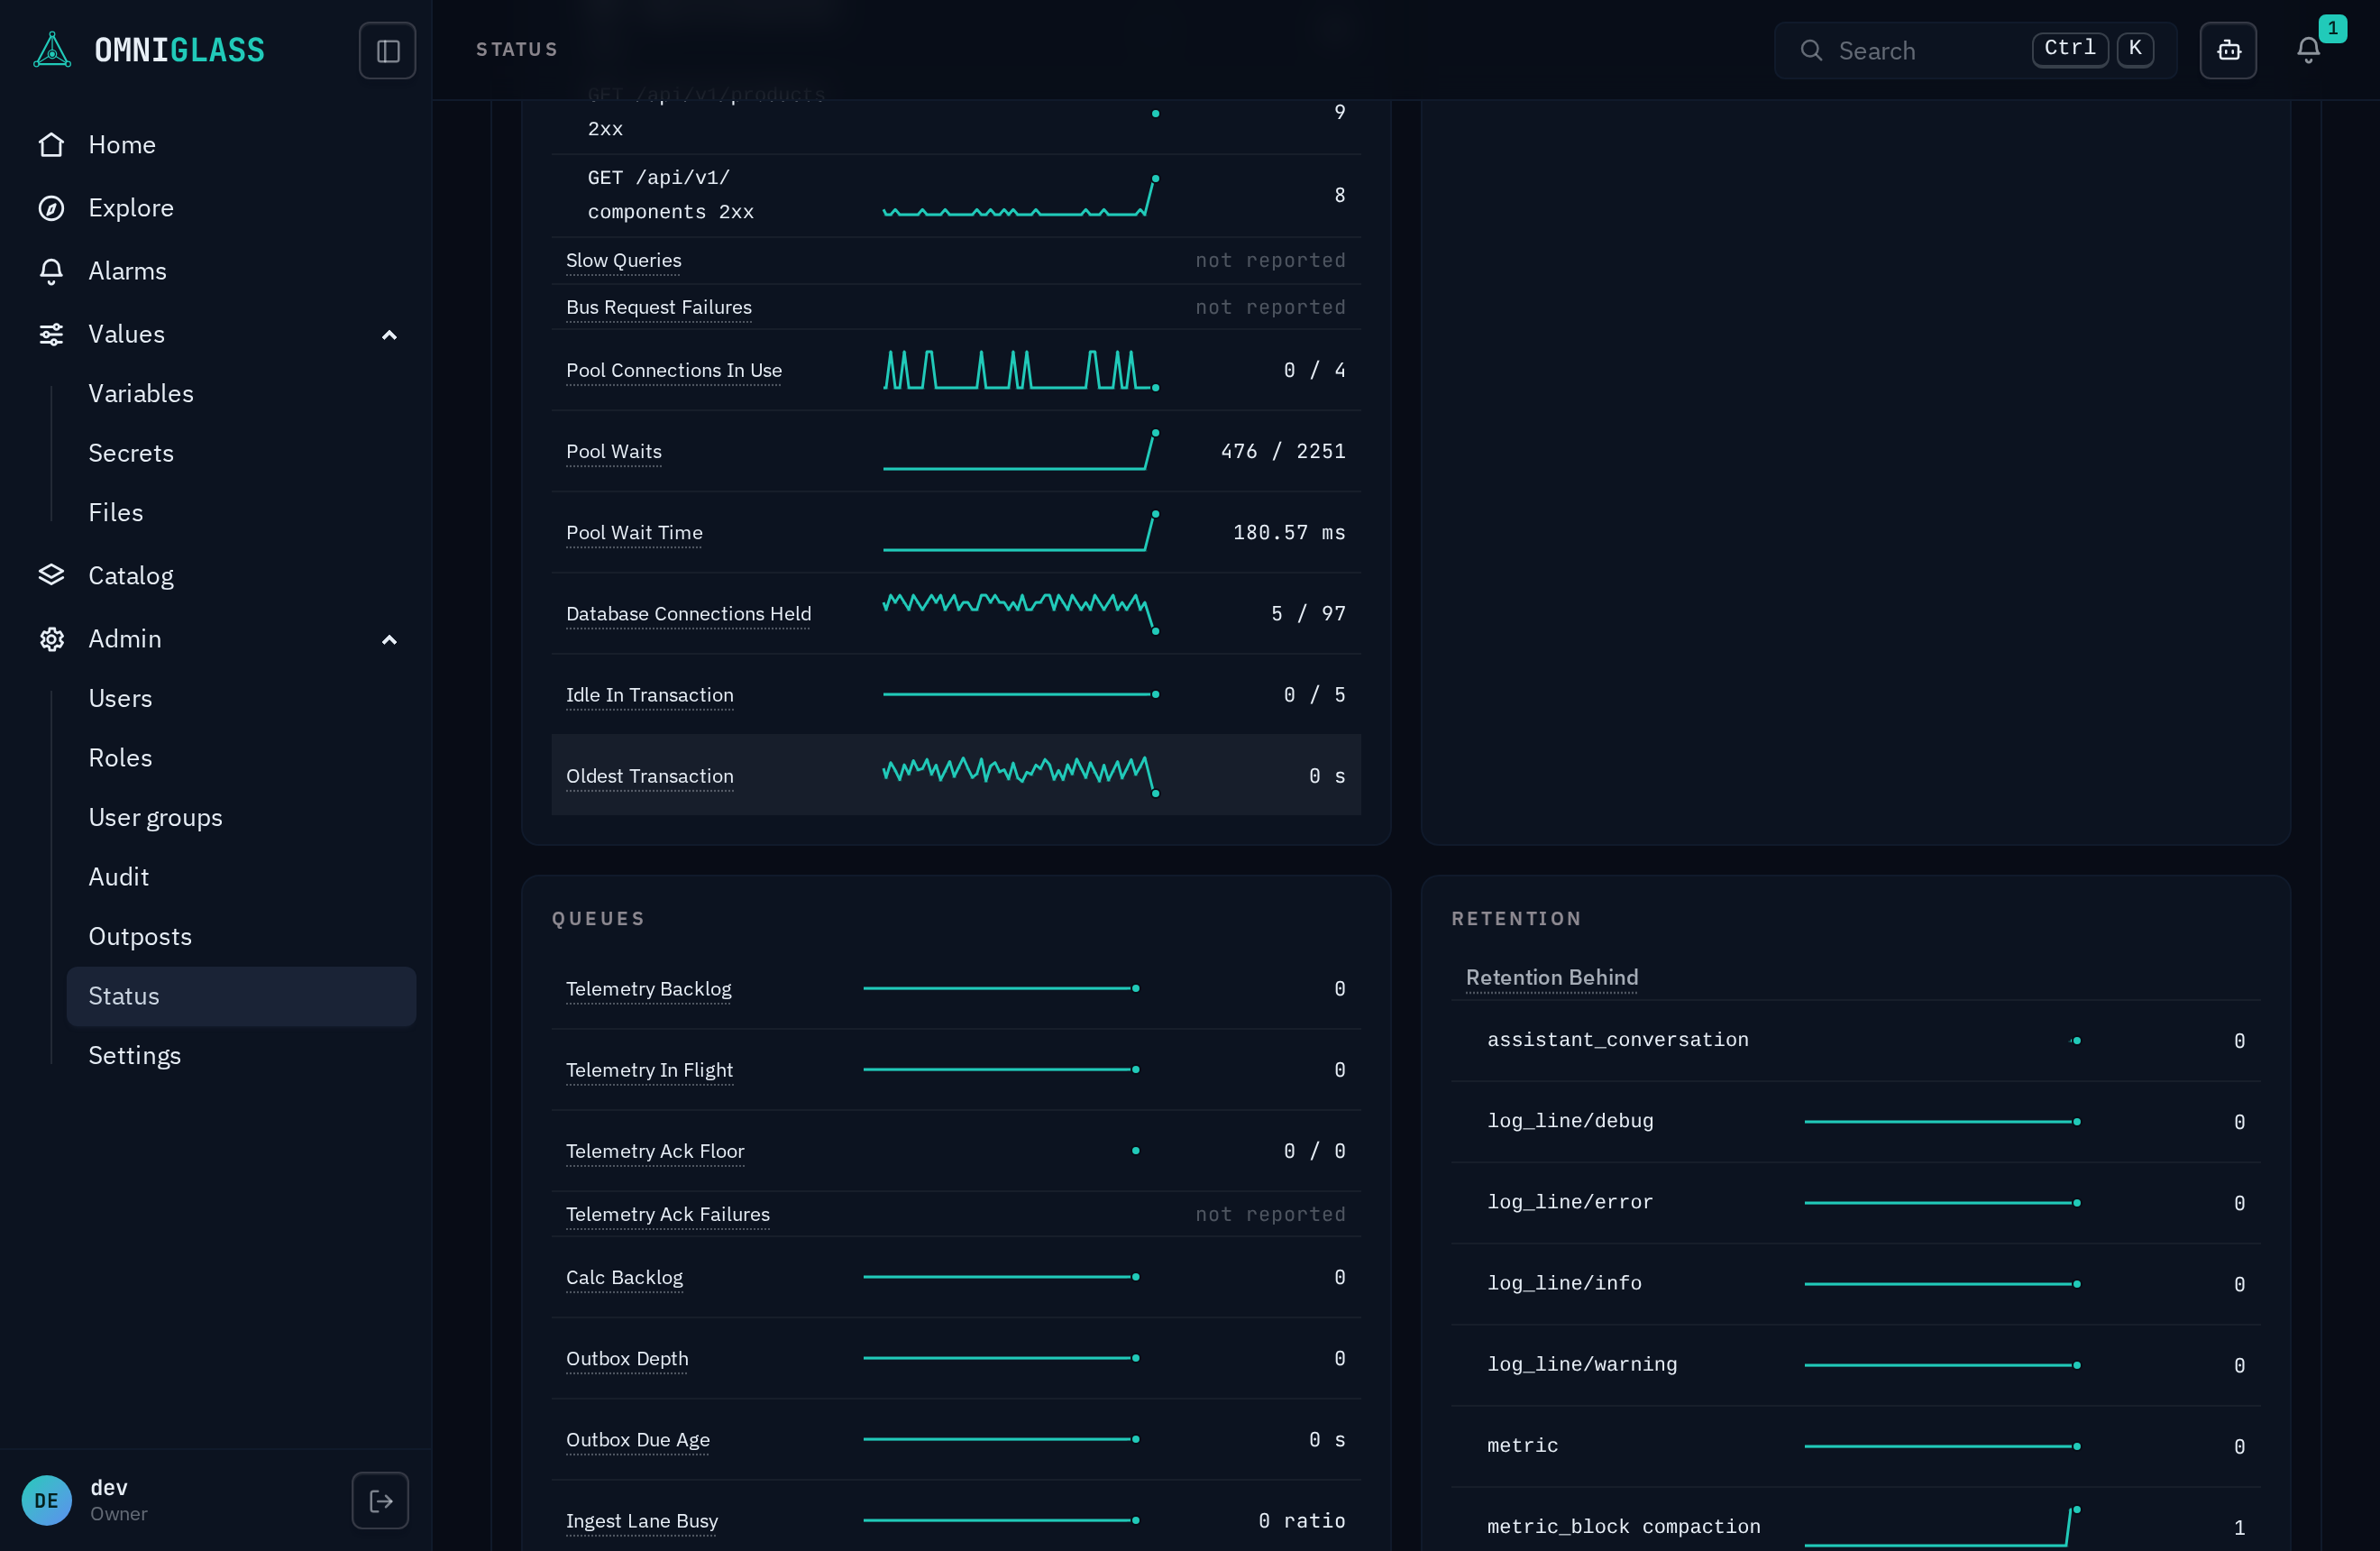 OMNIGLASS
STATUS
Search
Ctrl
K
1
Home
Explore
Alarms
Values
Variables
Secrets
Files
Catalog
Admin
Users
Roles
User groups
Audit
Outposts
Status
Settings
DE
dev
Owner
GET /api/v1/products
2xx
9
GET /api/v1/
components 2xx
8
Slow Queries
not reported
Bus Request Failures
not reported
Pool Connections In Use
0 / 4
Pool Waits
476 / 2251
Pool Wait Time
180.57 ms
Database Connections Held
5 / 97
Idle In Transaction
0 / 5
Oldest Transaction
0 s
QUEUES
Telemetry Backlog
0
Telemetry In Flight
0
Telemetry Ack Floor
0 / 0
Telemetry Ack Failures
not reported
Calc Backlog
0
Outbox Depth
0
Outbox Due Age
0 s
Ingest Lane Busy
0 ratio
RETENTION
Retention Behind
assistant_conversation
0
log_line/debug
0
log_line/error
0
log_line/info
0
log_line/warning
0
metric
0
metric_block compaction
1